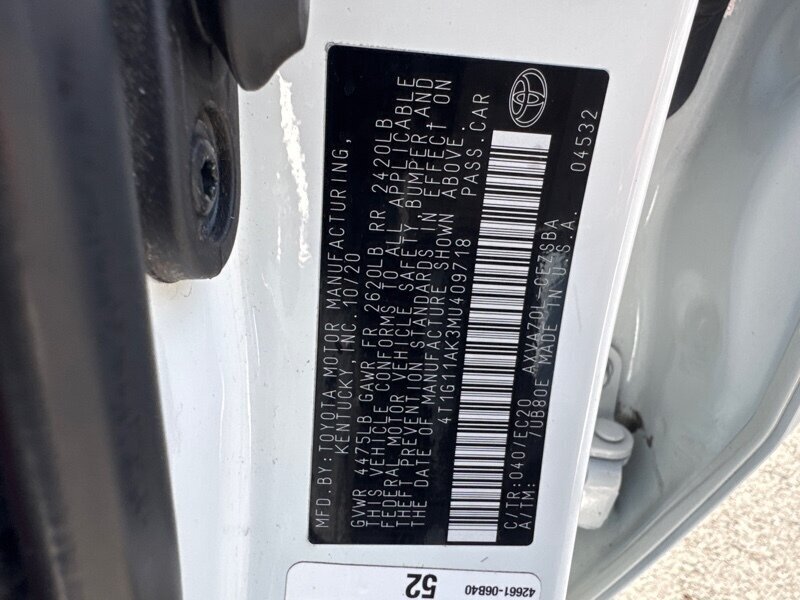 MFD.BY:TOYOTA MOTOR MANUFACTURING,
KENTUCKY,INC. 10/20
GVWR 4475LB GAWR FR 2620LB RR 2420LB
THIS VEHICLE CONFORMS TO ALL APPLICABLE
FEDERAL MOTOR VEHICLE SAFETY BUMPER,AND
THEFT PREVENTION STANDARDS IN EFFECT ON
THE DATE OF MANUFACTURE SHOWN ABOVE.
4T1G11AK3MU409718 PASS.CAR
C/TR:040/EC20 AXVA70L-CEZSBA
A/TM: /UB80E MADE IN U.S.A. 04532
42661-06B40
52